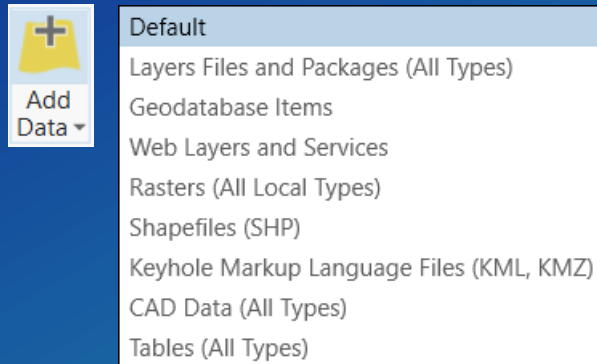 Add
Data
Default
Layers Files and Packages (All Types)
Geodatabase Items
Web Layers and Services
Rasters (All Local Types)
Shapefiles (SHP)
Keyhole Markup Language Files (KML, KMZ)
CAD Data (All Types)
Tables (All Types)